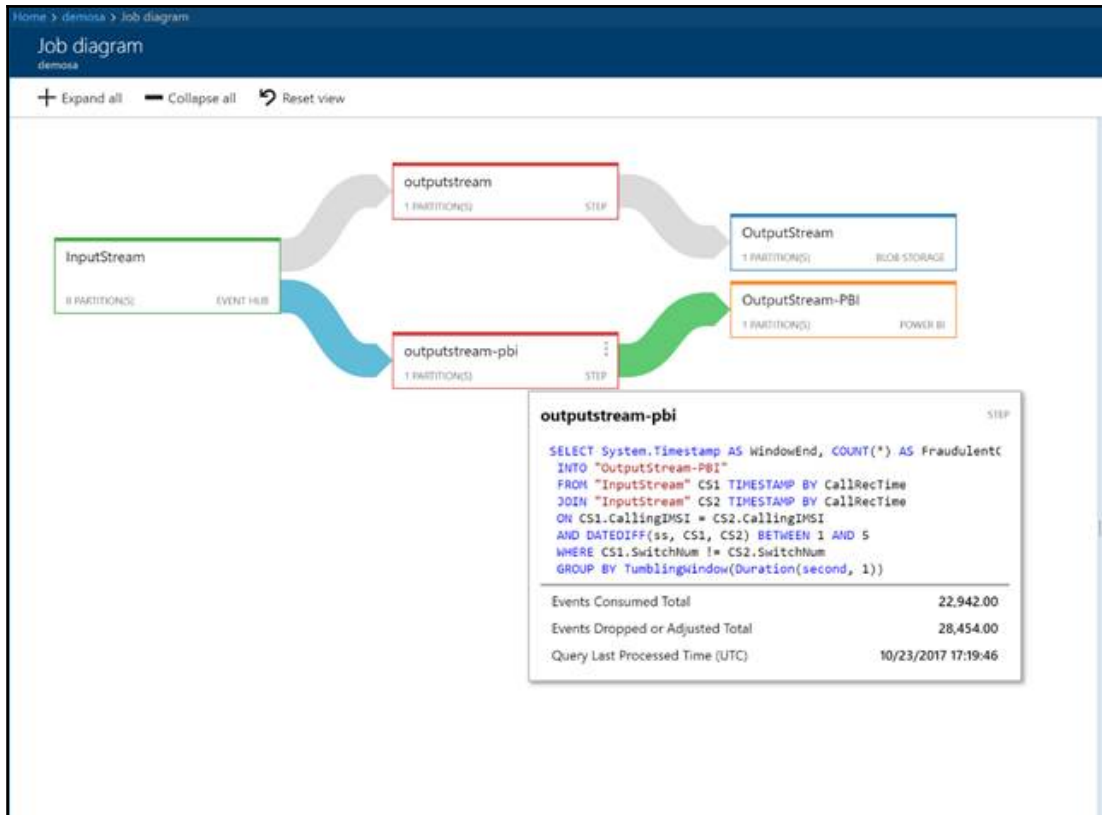 Home > demosa > Job diagram
Job diagram
demosa
Expand all Collapse all Reset view
outputstream
1 PARTITION(S) STEP
InputStream
8 PARTITION(S) EVENT HUB
OutputStream
1 PARTITION(S) BLOB STORAGE
OutputStream-PBI
1 PARTITION(S) POWER BI
outputstream-pbi
1 PARTITION(S) STEP
outputstream-pbi STEP
SELECT System.Timestamp AS WindowEnd, COUNT(*) AS FraudulentC
INTO "OutputStream-PBI"
FROM "InputStream" CS1 TIMESTAMP BY CallRecTime
JOIN "InputStream" CS2 TIMESTAMP BY CallRecTime
ON CS1.CallingIMSI = CS2.CallingIMSI
AND DATEDIFF(ss, CS1, CS2) BETWEEN 1 AND 5
WHERE CS1.SwitchNum != CS2.SwitchNum
GROUP BY TumblingWindow(Duration(second, 1))
Events Consumed Total 22,942.00
Events Dropped or Adjusted Total 28,454.00
Query Last Processed Time (UTC) 10/23/2017 17:19:46